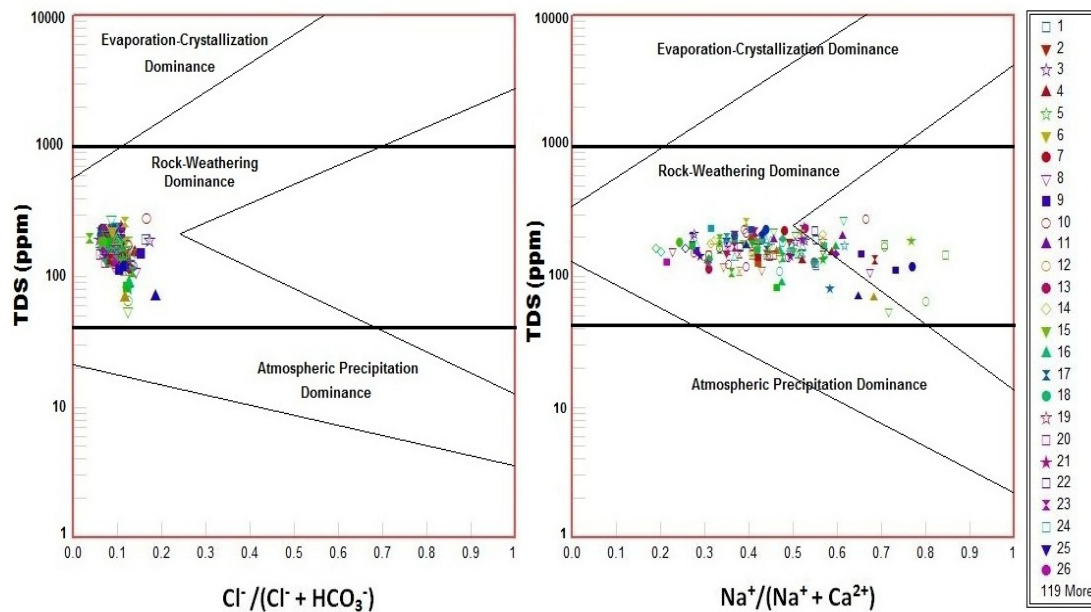 10000
1000
100
10
1
TDS (ppm)
Evaporation-Crystallization
Dominance
Rock-Weathering
Dominance
Atmospheric Precipitation
Dominance
0.0 0.1 0.2 0.3 0.4 0.5 0.6 0.7 0.8 0.9 1
Cl⁻/(Cl⁻ + HCO₃⁻)
10000
1000
100
10
1
TDS (ppm)
Evaporation-Crystallization Dominance
Rock-Weathering Dominance
Atmospheric Precipitation Dominance
0.0 0.1 0.2 0.3 0.4 0.5 0.6 0.7 0.8 0.9 1
Na⁺/(Na⁺ + Ca²⁺)
1
2
3
4
5
6
7
8
9
10
11
12
13
14
15
16
17
18
19
20
21
22
23
24
25
26
119 More